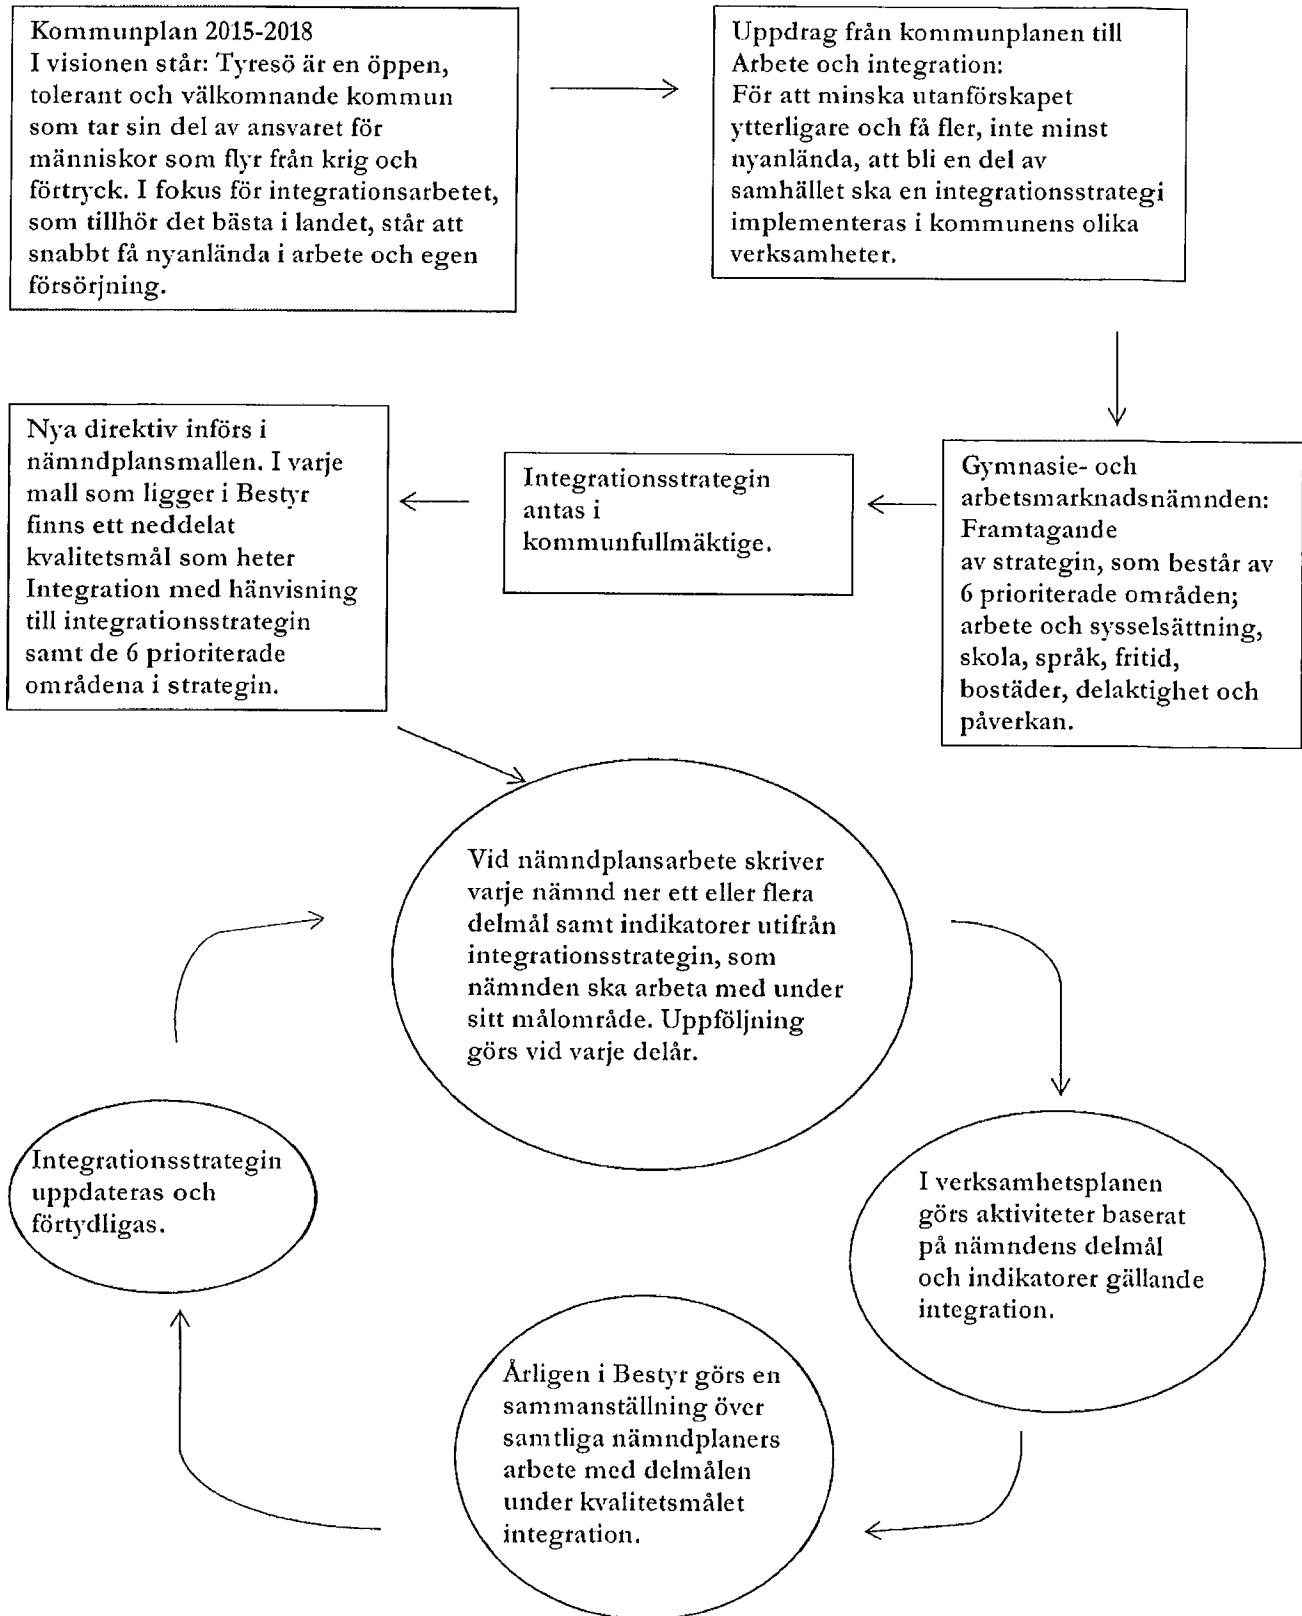 Kommunplan 2015-2018
I visionen står: Tyresö är en öppen,
tolerant och välkomnande kommun
som tar sin del av ansvaret för
människor som flyr från krig och
förtryck. I fokus för integrationsarbetet,
som tillhör det bästa i landet, står att
snabbt få nyanlända i arbete och egen
försörjning.
Uppdrag från kommunplanen till
Arbete och integration:
För att minska utanförskapet
ytterligare och få fler, inte minst
nyanlända, att bli en del av
samhället ska en integrationsstrategi
implementeras i kommunens olika
verksamheter.
Gymnasie- och
arbetsmarknadsnämnden:
Framtagande
av strategin, som består av
6 prioriterade områden;
arbete och sysselsättning,
skola, språk, fritid,
bostäder, delaktighet och
påverkan.
Integrationsstrategin
antas i
kommunfullmäktige.
Nya direktiv införs i
nämndplansmallen. I varje
mall som ligger i Bestyr
finns ett neddelat
kvalitetsmål som heter
Integration med hänvisning
till integrationsstrategin
samt de 6 prioriterade
områdena i strategin.
Vid nämndplansarbete skriver
varje nämnd ner ett eller flera
delmål samt indikatorer utifrån
integrationsstrategin, som
nämnden ska arbeta med under
sitt målområde. Uppföljning
görs vid varje delår.
I verksamhetsplanen
görs aktiviteter baserat
på nämndens delmål
och indikatorer gällande
integration.
Årligen i Bestyr görs en
sammanställning över
samtliga nämndplaners
arbete med delmålen
under kvalitetsmålet
integration.
Integrationsstrategin
uppdateras och
förtydligas.